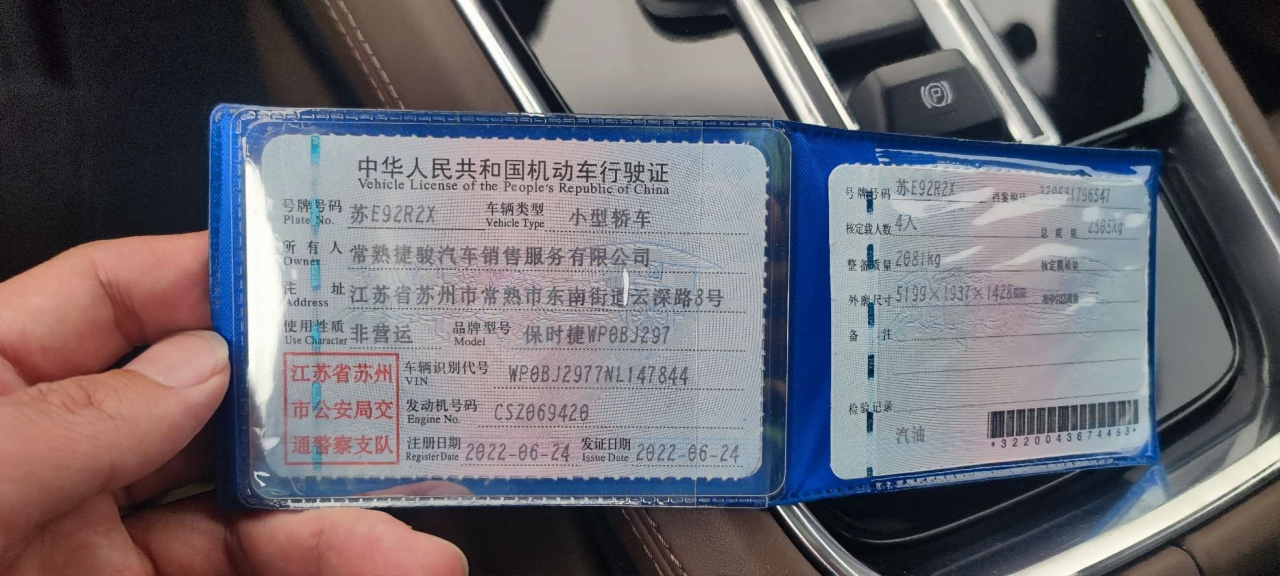 中华人民共和国机动车行驶证
Vehicle License of the People's Republic of China
号牌号码 苏E92R2X 车辆类型 小型轿车
Plate No. Vehicle Type
所有人 常熟捷骏汽车销售服务有限公司
Owner
住址 江苏省苏州市常熟市东南街道云深路8号
Address
使用性质 非营运 品牌型号 保时捷WP0BJ297
Use Character Model
江苏省苏州
市公安局交
通警察支队
车辆识别代号 WP0BJ2977NL147844
VIN
发动机号码 CSZ069420
Engine No.
注册日期 2022-06-24 发证日期 2022-06-24
Register Date Issue Date
号牌号码 苏E92R2X 档案编号
核定载人数 4人 总质量 2505kg
整备质量 2081kg 核定载质量
外廓尺寸 5199×1937×1428mm
备注
检验记录
汽油
*3220043674463*
P